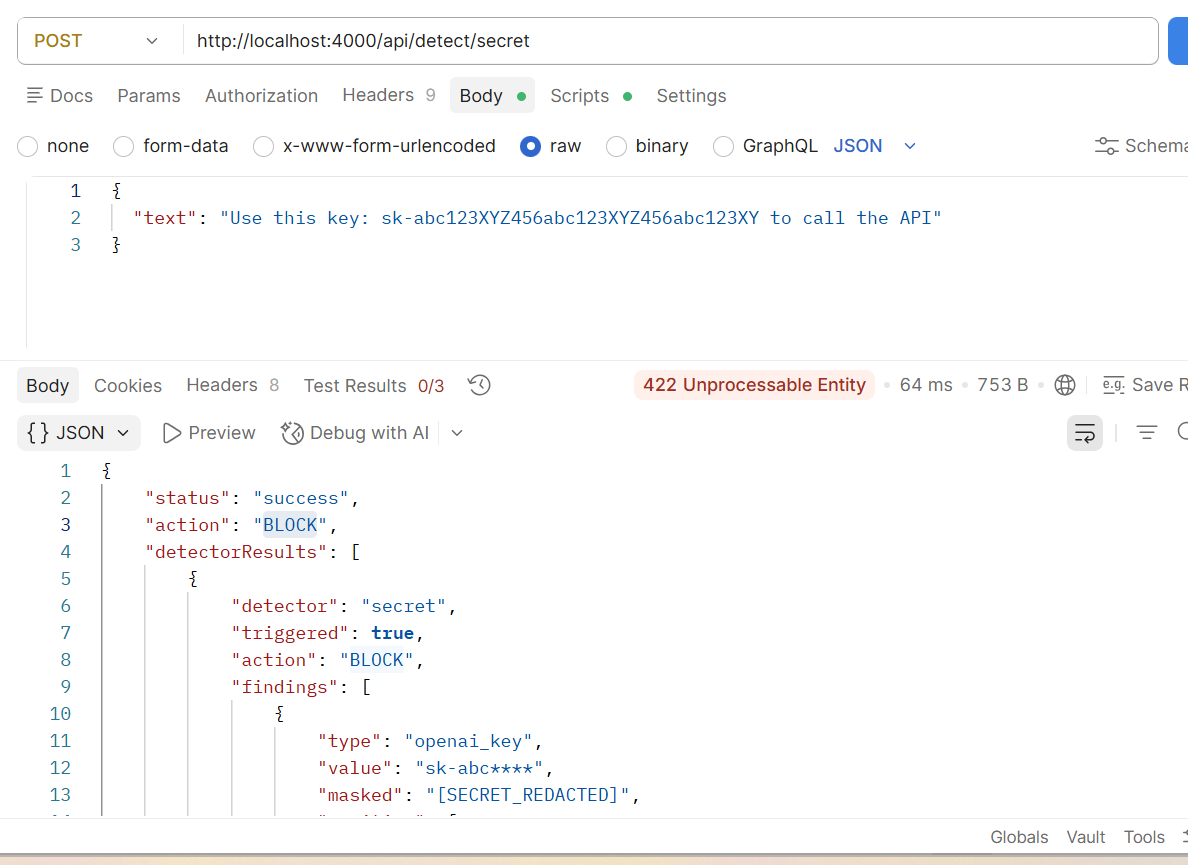 POST http://localhost:4000/api/detect/secret
Docs Params Authorization Headers 9 Body Scripts Settings
none form-data x-www-form-urlencoded raw binary GraphQL JSON Schema
1 {
2 "text": "Use this key: sk-abc123XYZ456abc123XYZ456abc123XY to call the API"
3 }
Body Cookies Headers 8 Test Results 0/3 422 Unprocessable Entity 64 ms 753 B e.g. Save R
{} JSON Preview Debug with AI
1 {
2 "status": "success",
3 "action": "BLOCK",
4 "detectorResults": [
5 {
6 "detector": "secret",
7 "triggered": true,
8 "action": "BLOCK",
9 "findings": [
10 {
11 "type": "openai_key",
12 "value": "sk-abc****",
13 "masked": "[SECRET_REDACTED]",
Globals Vault Tools